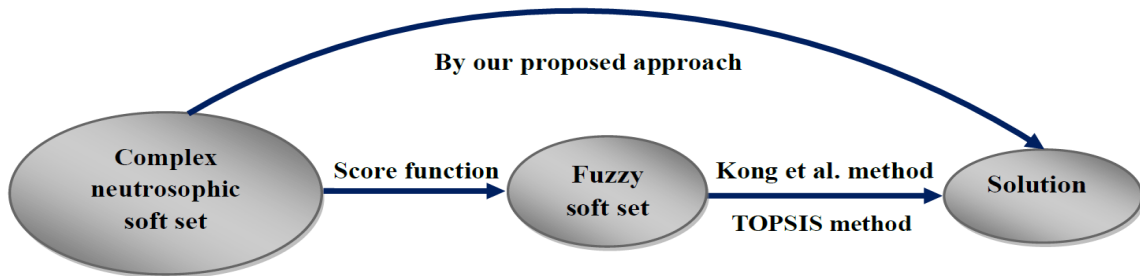 By our proposed approach
Complex
neutrosophic
soft set
Score function
Fuzzy
soft set
Kong et al. method
TOPSIS method
Solution